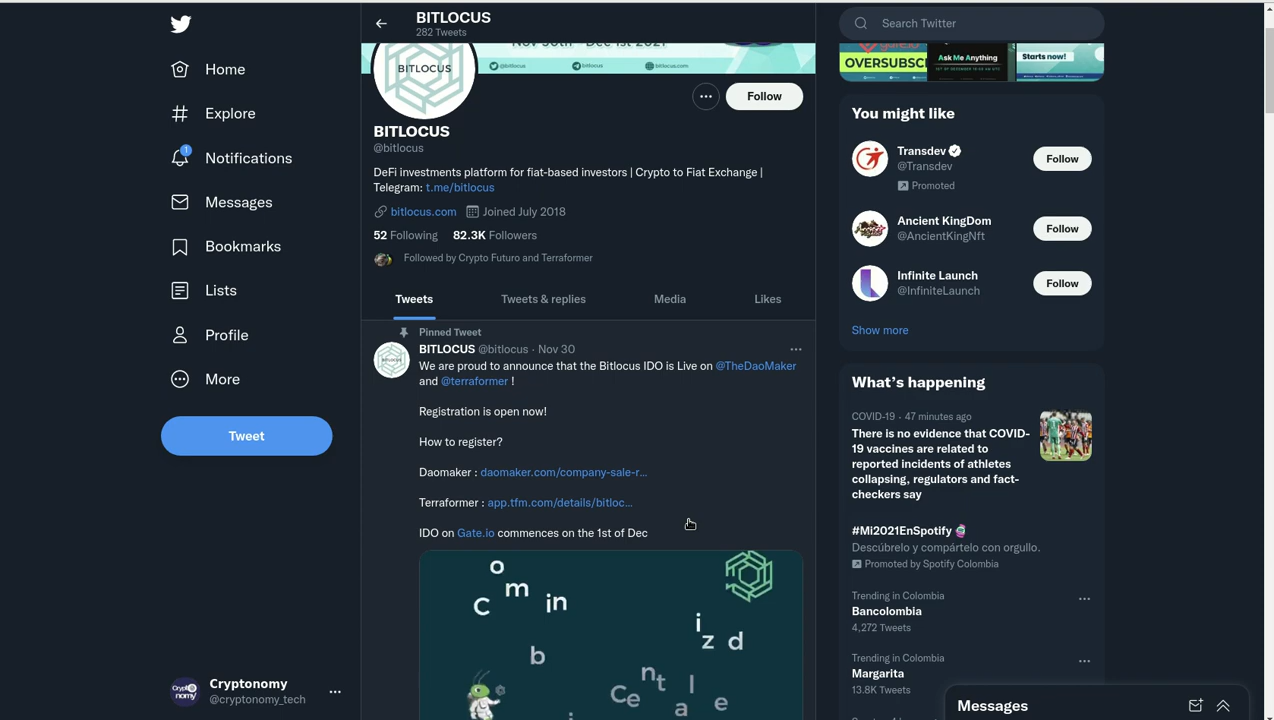 Home
Explore
1
Notifications
Messages
Bookmarks
Lists
Profile
More
Tweet
Cryptonomy
@cryptonomy_tech
BITLOCUS
282 Tweets
Nov 30th - Dec 1st 2021
@bitlocus
bitlocus
bitlocus.com
BITLOCUS
Follow
BITLOCUS
@bitlocus
DeFi investments platform for fiat-based investors | Crypto to Fiat Exchange |
Telegram: t.me/bitlocus
bitlocus.com Joined July 2018
52 Following 82.3K Followers
Followed by Crypto Futuro and Terraformer
Tweets Tweets & replies Media Likes
Pinned Tweet
BITLOCUS @bitlocus · Nov 30
We are proud to announce that the Bitlocus IDO is Live on @TheDaoMaker
and @terraformer !
Registration is open now!
How to register?
Daomaker : daomaker.com/company-sale-r...
Terraformer : app.tfm.com/details/bitloc...
IDO on Gate.io commences on the 1st of Dec
o
m
C in
i
z d
b
n
t l
Ce a e
Search Twitter
gate.io
OVERSUBSC
Ask Me Anything
Starts now!
You might like
Transdev
@Transdev
Promoted
Follow
Ancient KingDom
@AncientKingNft
Follow
Infinite Launch
@InfiniteLaunch
Follow
Show more
What's happening
COVID-19 · 47 minutes ago
There is no evidence that COVID-
19 vaccines are related to
reported incidents of athletes
collapsing, regulators and fact-
checkers say
#Mi2021EnSpotify
Descúbrelo y compártelo con orgullo.
Promoted by Spotify Colombia
Trending in Colombia
Bancolombia
4,272 Tweets
Trending in Colombia
Margarita
13.8K Tweets
Messages